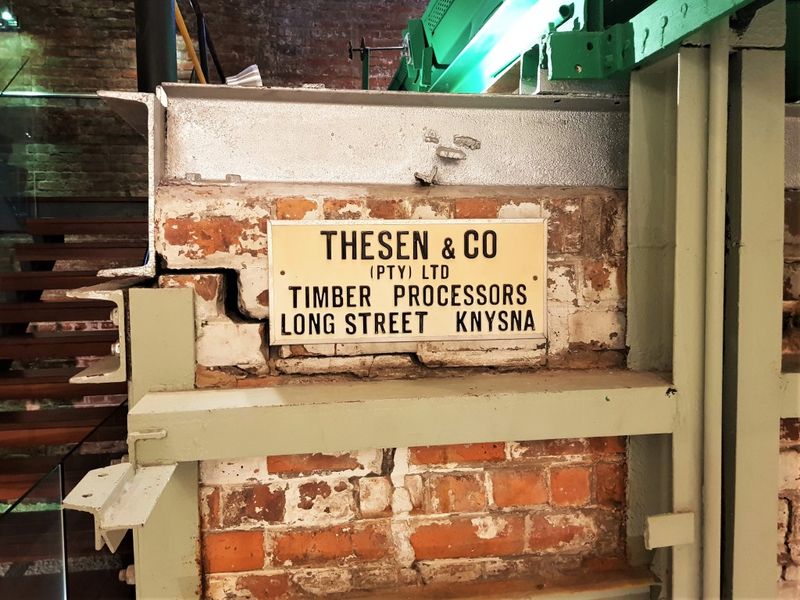 THESEN & CO
(PTY) LTD
TIMBER PROCESSORS
LONG STREET KNYSNA